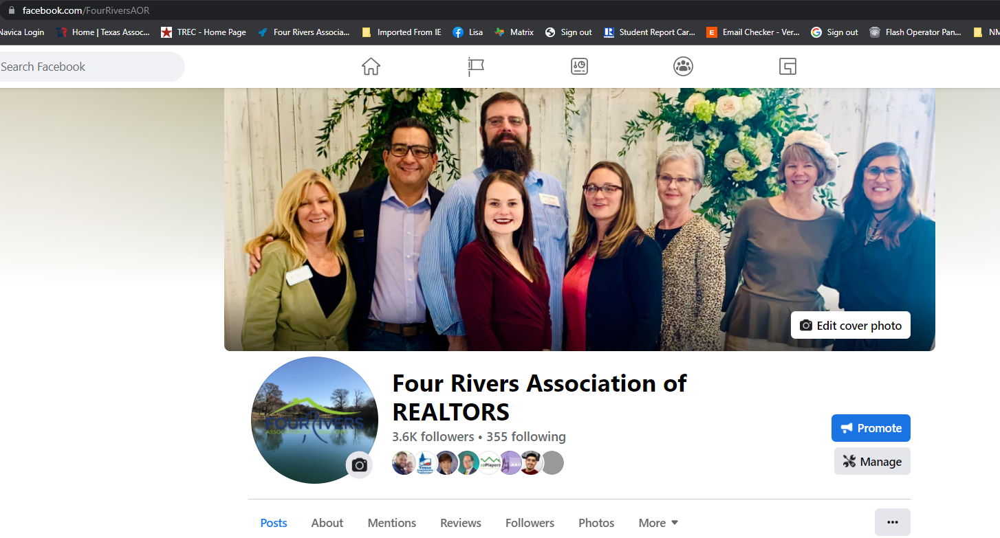 facebook.com/FourRiversAOR
Navica Login Home | Texas Assoc... TREC - Home Page Four Rivers Associa... Imported From IE Lisa Matrix Sign out Student Report Car... Email Checker - Ver... Sign out Flash Operator Pan... NM
Search Facebook
Edit cover photo
FOUR RIVERS
Four Rivers Association of
REALTORS
3.6K followers • 355 following
Promote
Manage
Posts About Mentions Reviews Followers Photos More